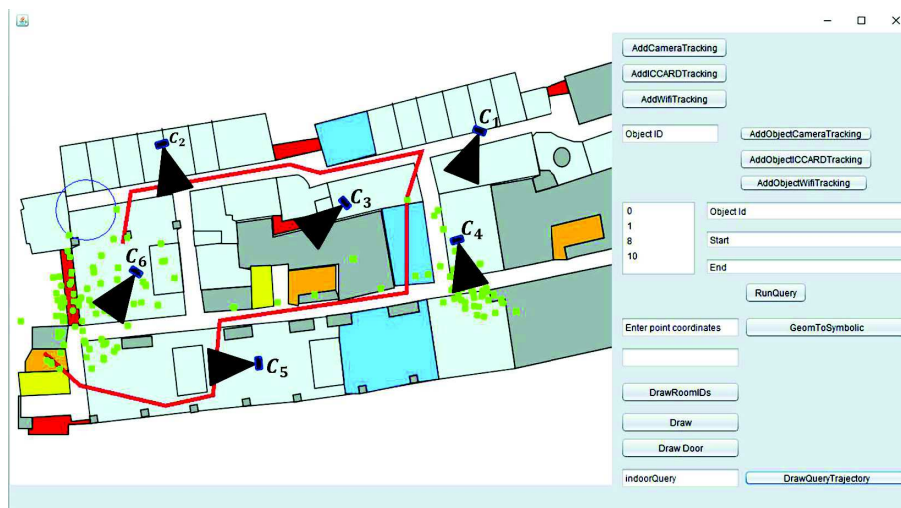 AddCameraTracking
AddICCARDTracking
AddWifiTracking
Object ID
AddObjectCameraTracking
AddObjectICCARDTracking
AddObjectWifiTracking
0
1
8
10
Object Id
Start
End
RunQuery
Enter point coordinates
GeomToSymbolic
DrawRoomIDs
Draw
Draw Door
indoorQuery
DrawQueryTrajectory
C1
C2
C3
C4
C6
C5